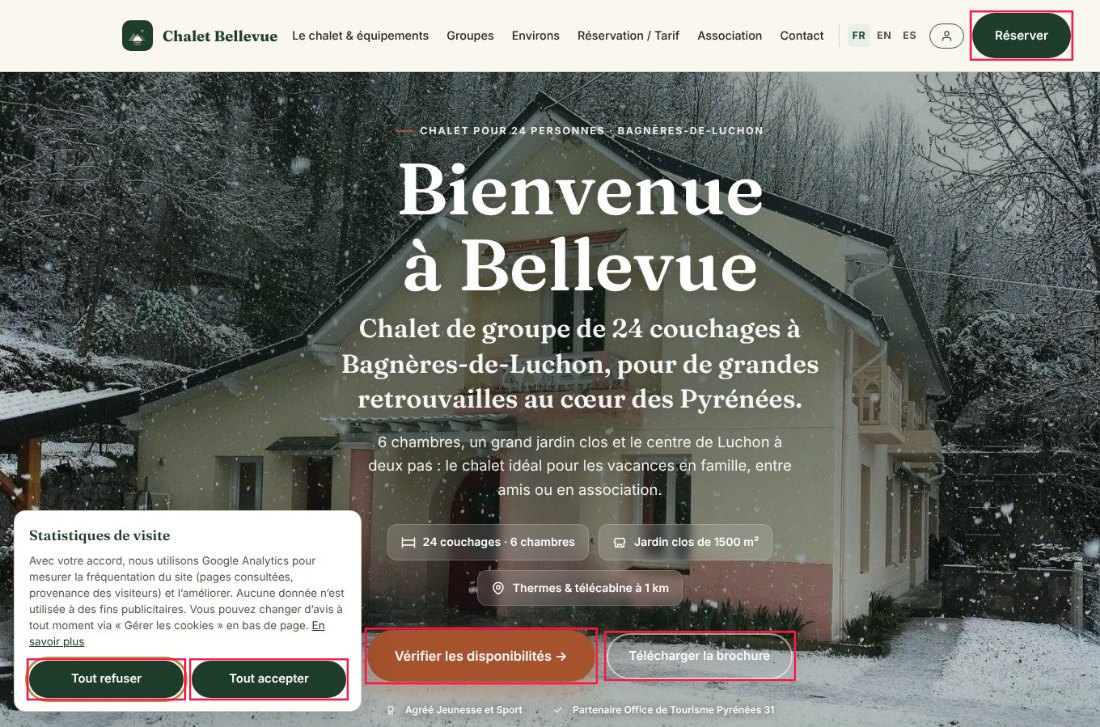 Chalet Bellevue
Le chalet & équipements
Groupes
Environs
Réservation / Tarif
Association
Contact
FR
EN
ES
Réserver
CHALET POUR 24 PERSONNES · BAGNÈRES-DE-LUCHON
Bienvenue
à Bellevue
Chalet de groupe de 24 couchages à
Bagnères-de-Luchon, pour de grandes
retrouvailles au cœur des Pyrénées.
6 chambres, un grand jardin clos et le centre de Luchon à
deux pas : le chalet idéal pour les vacances en famille, entre
amis ou en association.
24 couchages · 6 chambres
Jardin clos de 1500 m²
Thermes & télécabine à 1 km
Vérifier les disponibilités →
Télécharger la brochure
Agréé Jeunesse et Sport
Partenaire Office de Tourisme Pyrénées 31
Statistiques de visite
Avec votre accord, nous utilisons Google Analytics pour
mesurer la fréquentation du site (pages consultées,
provenance des visiteurs) et l’améliorer. Aucune donnée n’est
utilisée à des fins publicitaires. Vous pouvez changer d’avis à
tout moment via « Gérer les cookies » en bas de page. En
savoir plus
Tout refuser
Tout accepter